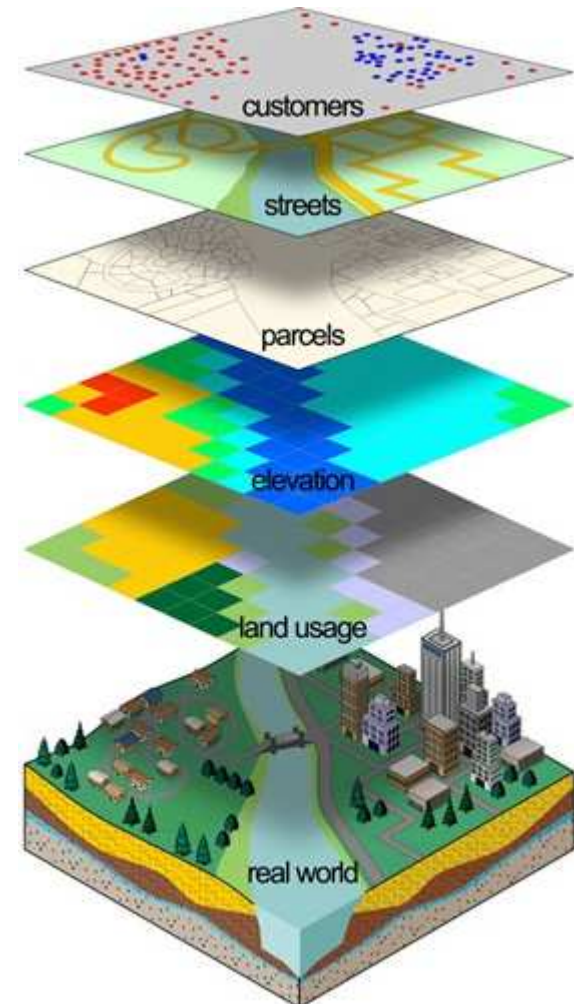 customers
streets
parcels
elevation
land usage
real world